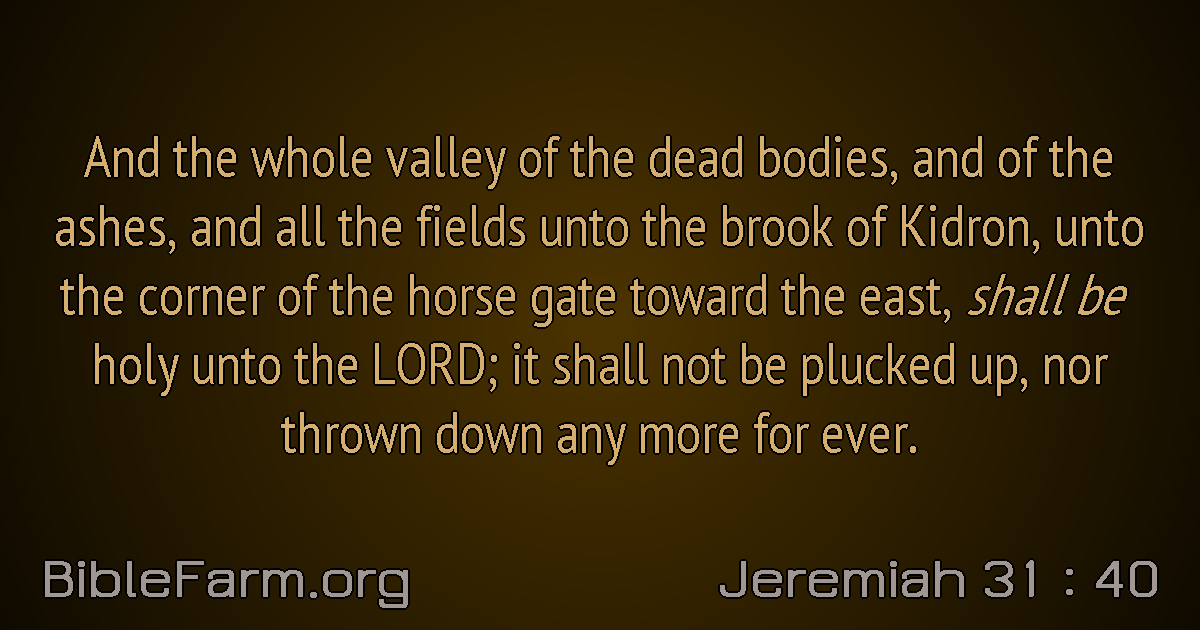 And the whole valley of the dead bodies, and of the
ashes, and all the fields unto the brook of Kidron, unto
the corner of the horse gate toward the east, shall be
holy unto the LORD; it shall not be plucked up, nor
thrown down any more for ever.
BibleFarm.org
Jeremiah 31 : 40